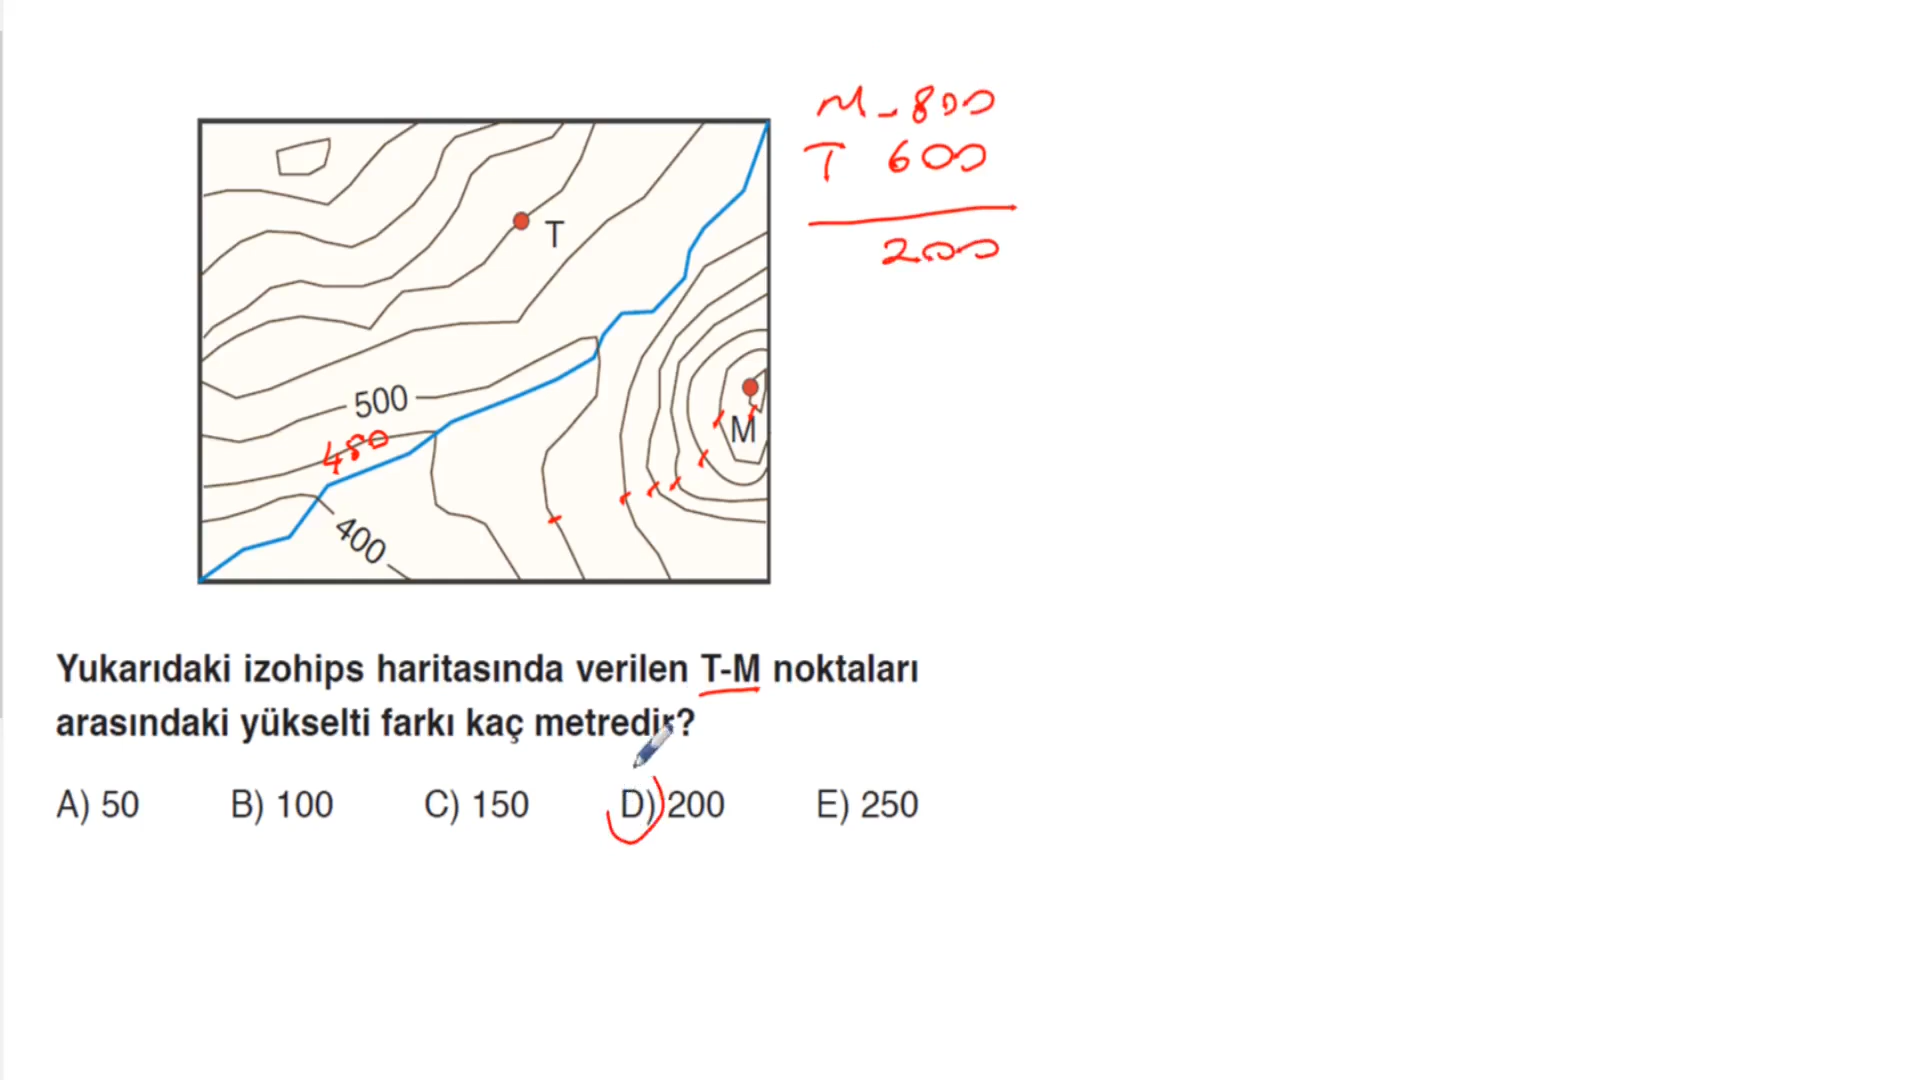 M - 800
T 600
200
T
500
480
M
400
Yukarıdaki izohips haritasında verilen T-M noktaları
arasındaki yükselti farkı kaç metredir?
A) 50 B) 100 C) 150 D) 200 E) 250